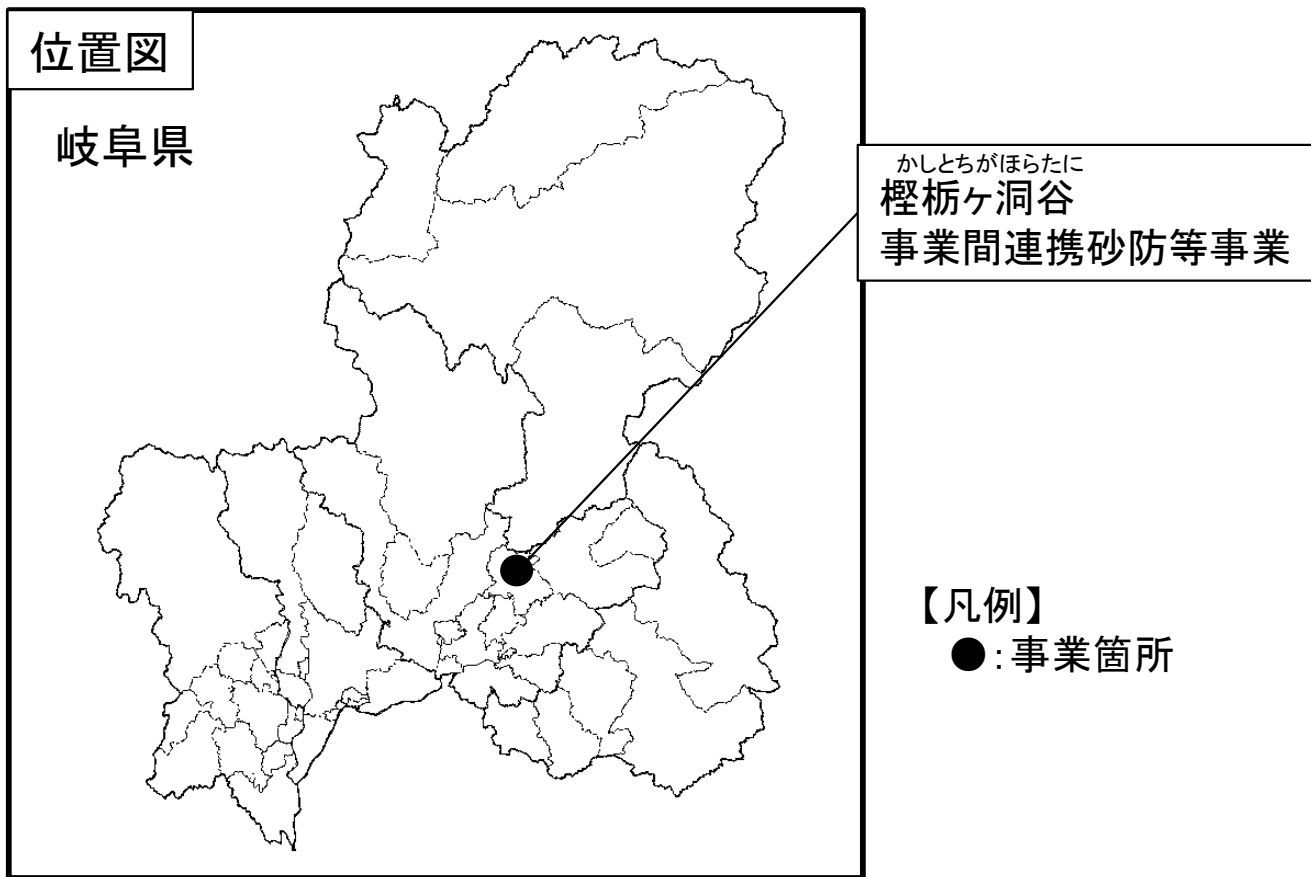 位置図
岐阜県
かしとちがほらたに
樫栃ヶ洞谷
事業間連携砂防等事業
【凡例】
●:事業箇所